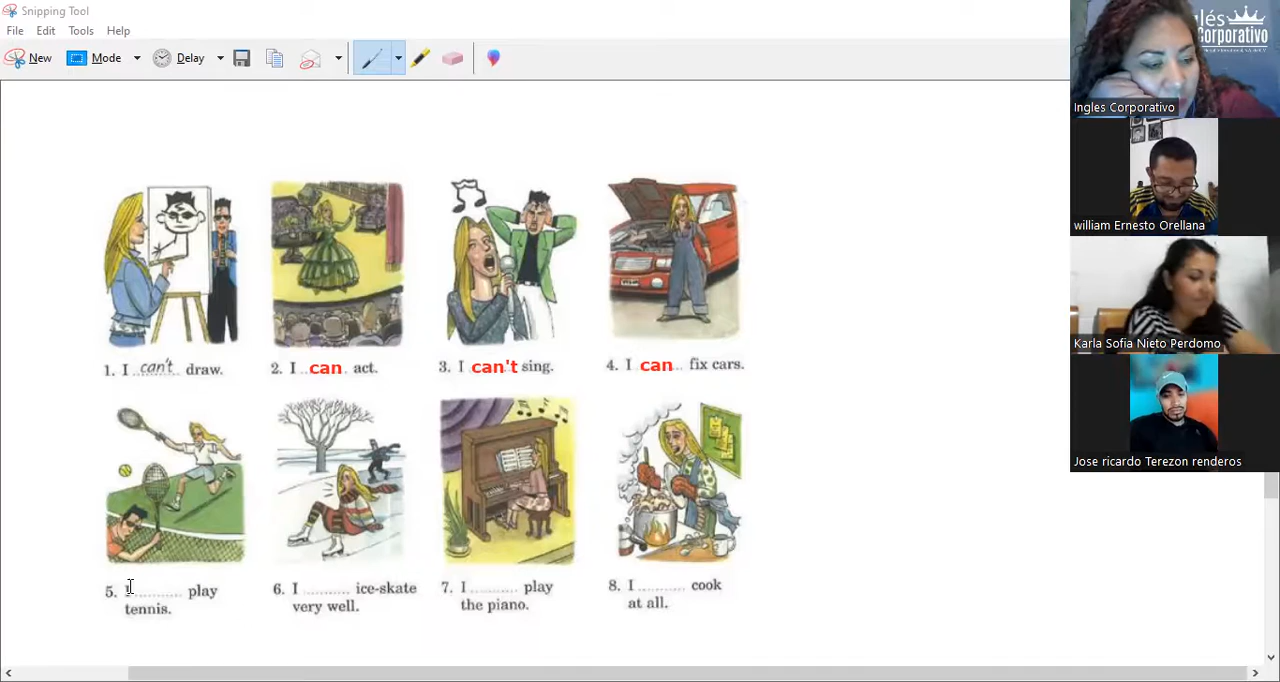 Snipping Tool
File Edit Tools Help
New Mode Delay
1. I can't draw.
2. I can act.
3. I can't sing.
4. I can fix cars.
5. I .......... play
tennis.
6. I .......... ice-skate
very well.
7. I .......... play
the piano.
8. I .......... cook
at all.
Ingles Corporativo
william Ernesto Orellana
Karla Sofia Nieto Perdomo
Jose ricardo Terezon renderos